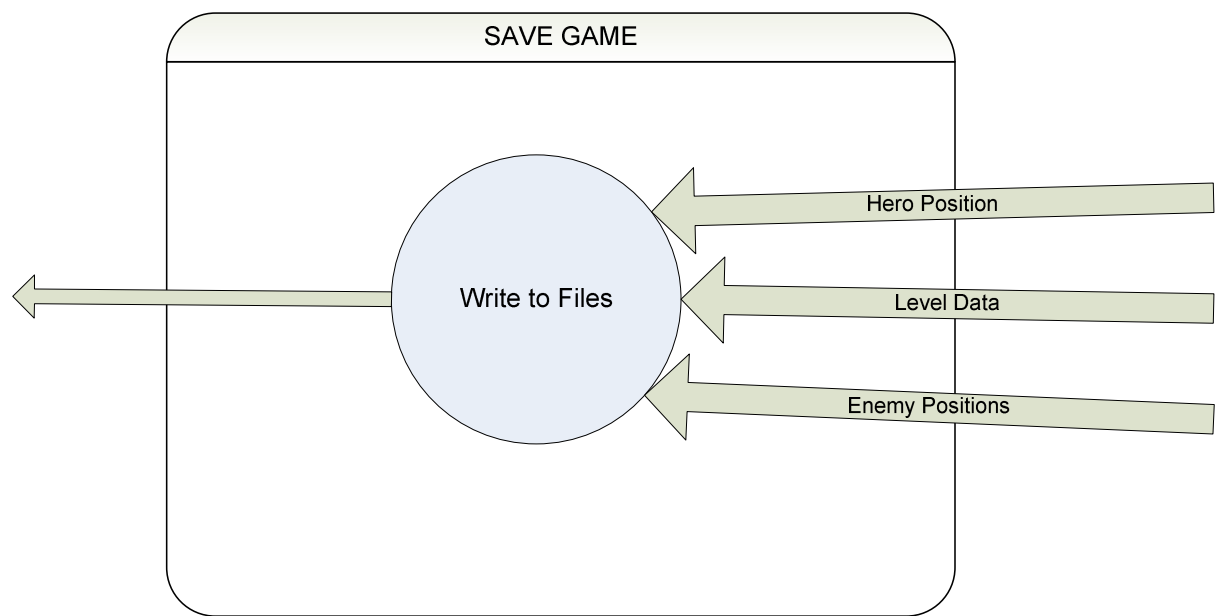 SAVE GAME
Hero Position
Write to Files
Level Data
Enemy Positions